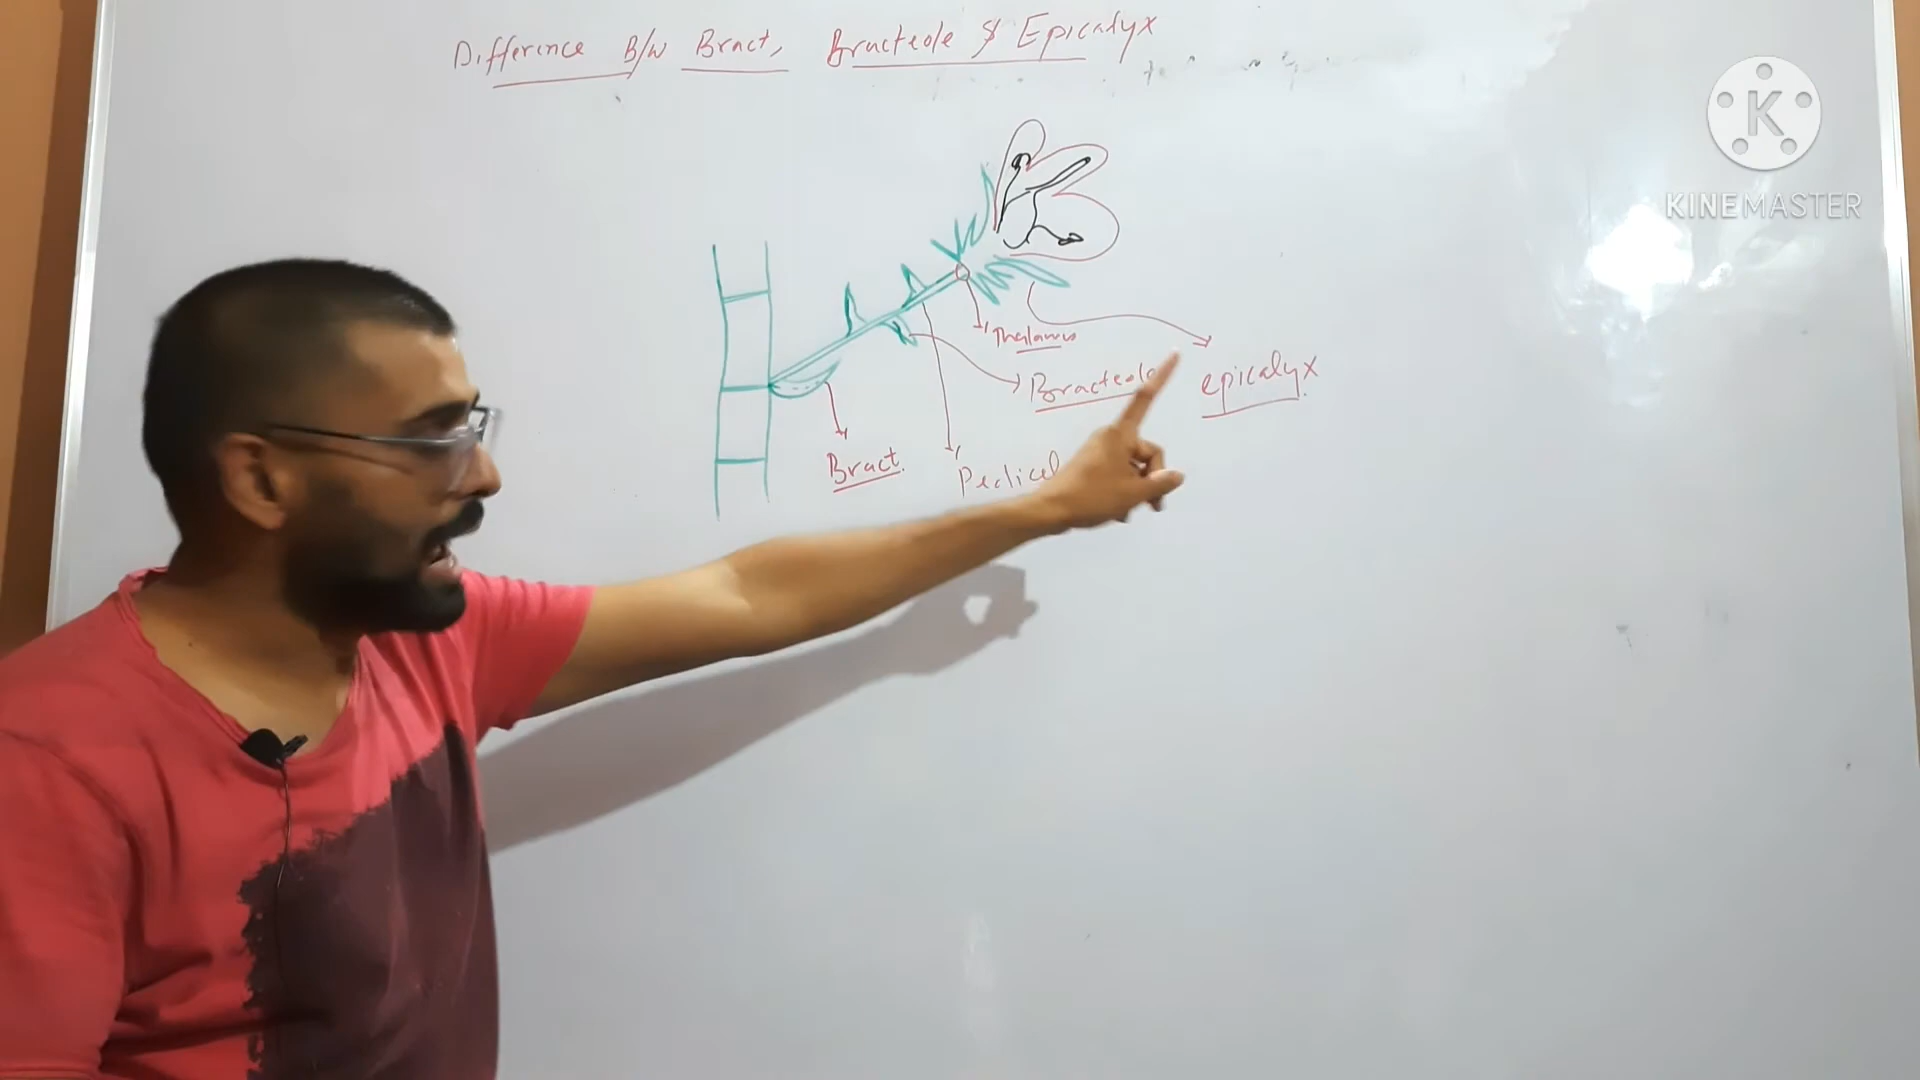 Difference B/w Bract, Bracteole & Epicalyx
KINEMASTER
Thalamus
Bracteole
epicalyx
Bract.
Pedicel